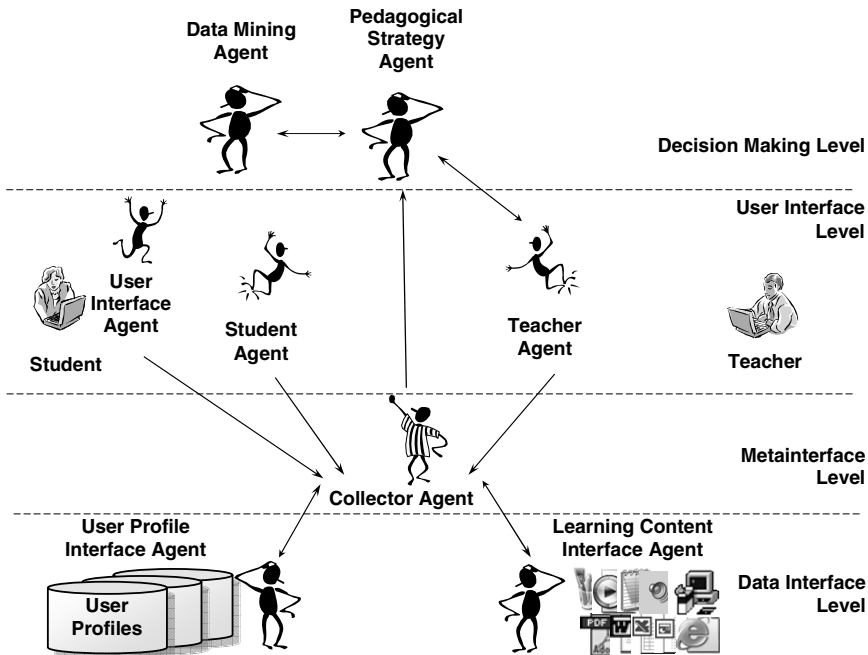 Data Mining
Agent
Pedagogical
Strategy
Agent
Decision Making Level
User Interface
Level
User
Interface
Agent
Student
Student
Agent
Teacher
Agent
Teacher
Metainterface
Level
Collector Agent
User Profile
Interface Agent
Learning Content
Interface Agent
User
Profiles
PDF
W
X
Ado
e
Data Interface
Level